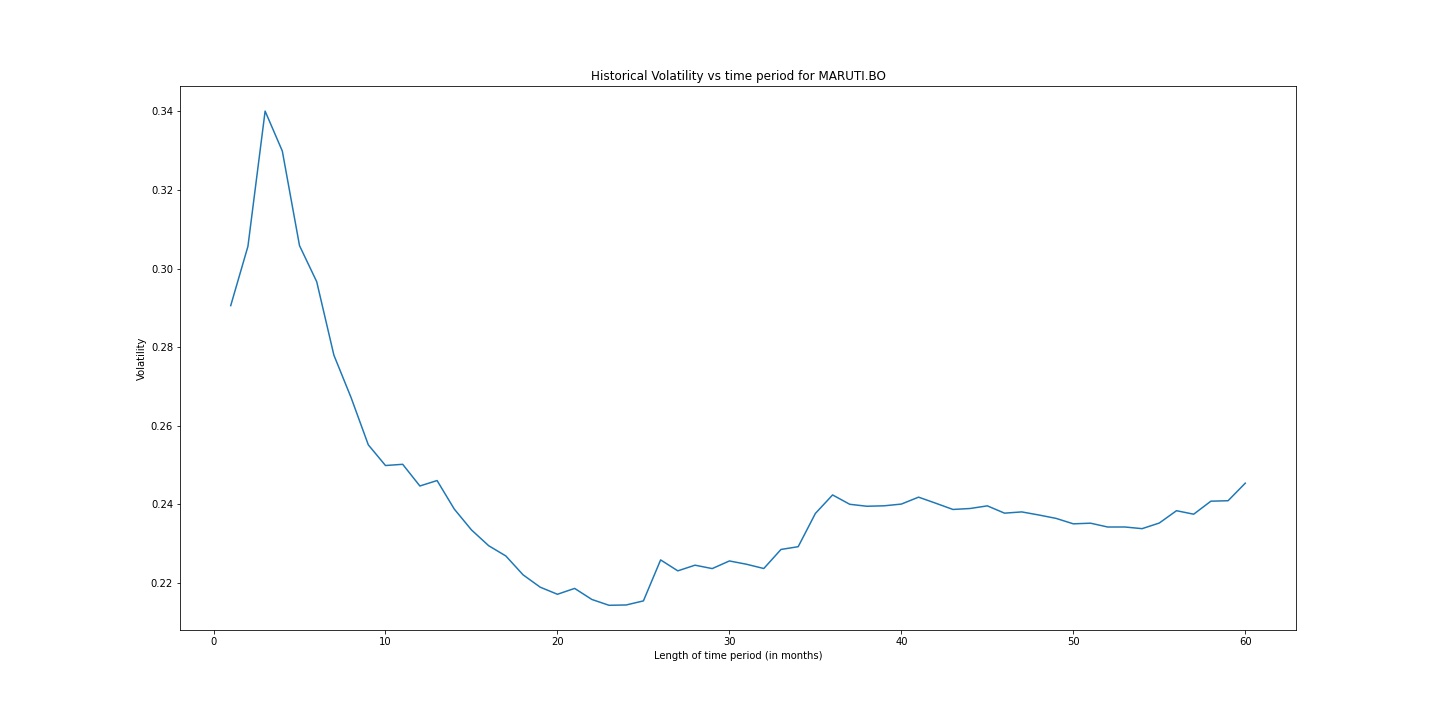 Historical Volatility vs time period for MARUTI.BO
0.34
0.32
0.30
0.28
0.26
0.24
0.22
Volatility
0 10 20 30 40 50 60
Length of time period (in months)